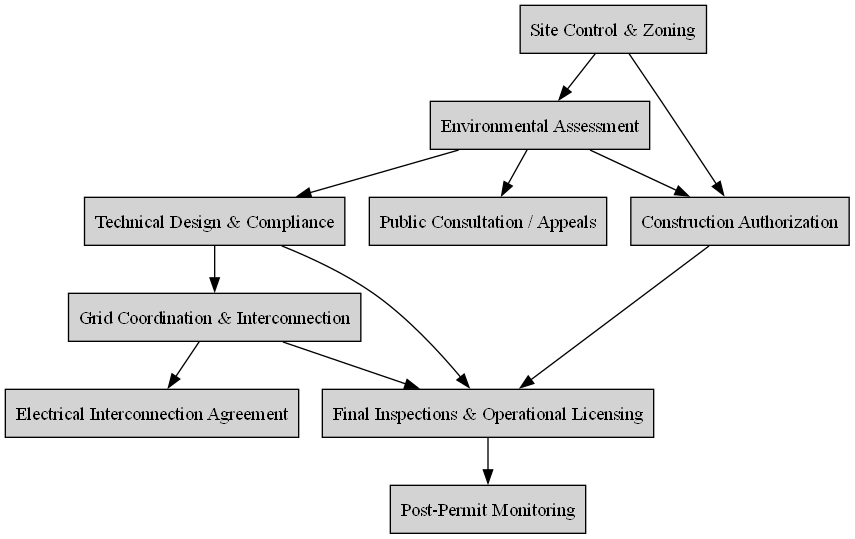 Site Control & Zoning
Environmental Assessment
Technical Design & Compliance
Public Consultation / Appeals
Construction Authorization
Grid Coordination & Interconnection
Electrical Interconnection Agreement
Final Inspections & Operational Licensing
Post-Permit Monitoring